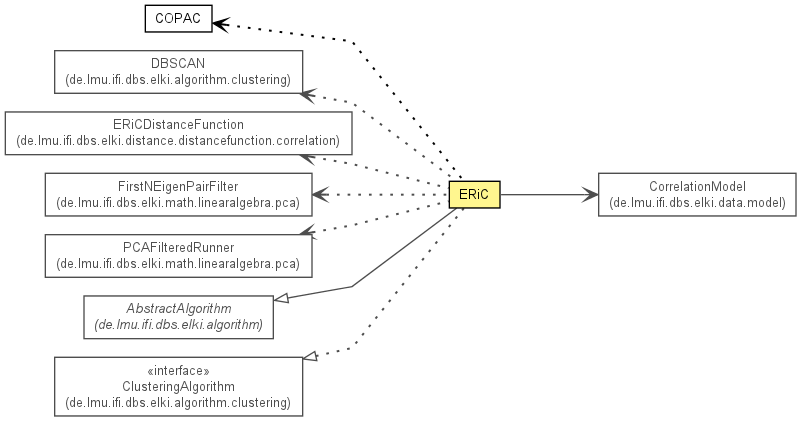 COPAC
DBSCAN
(de.lmu.ifi.dbs.elki.algorithm.clustering)
ERiCDistanceFunction
(de.lmu.ifi.dbs.elki.distance.distancefunction.correlation)
FirstNEigenPairFilter
(de.lmu.ifi.dbs.elki.math.linearalgebra.pca)
PCAFilteredRunner
(de.lmu.ifi.dbs.elki.math.linearalgebra.pca)
AbstractAlgorithm
(de.lmu.ifi.dbs.elki.algorithm)
«interface»
ClusteringAlgorithm
(de.lmu.ifi.dbs.elki.algorithm.clustering)
ERiC
CorrelationModel
(de.lmu.ifi.dbs.elki.data.model)